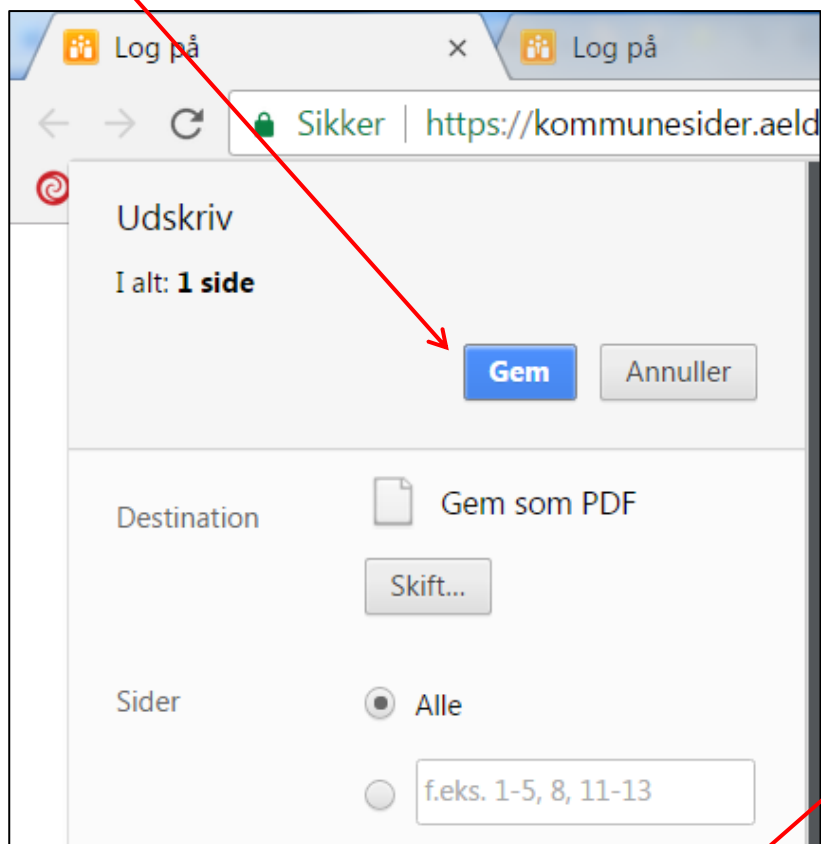 Log på
Log på
Sikker | https://kommunesider.aeld
Udskriv
I alt: 1 side
Gem Annuller
Destination Gem som PDF
Skift...
Sider Alle
f.eks. 1-5, 8, 11-13